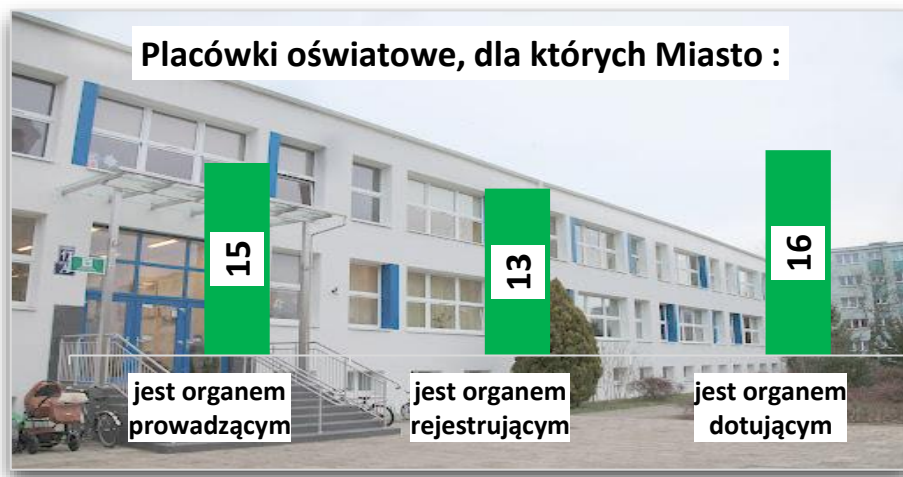 Placówki oświatowe, dla których Miasto :
15
13
16
jest organem
prowadzącym
jest organem
rejestrującym
jest organem
dotującym